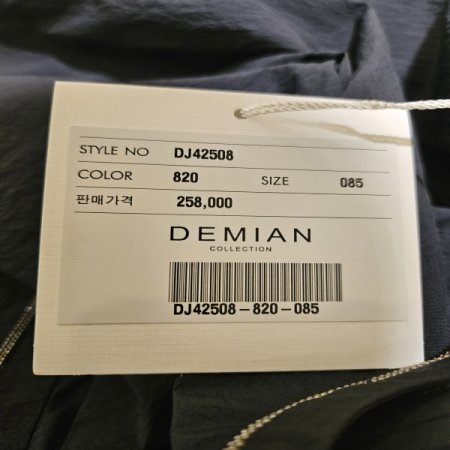 STYLE NO DJ42508
COLOR 820 SIZE 085
판매가격 258,000
DEMIAN
COLLECTION
DJ42508-820-085